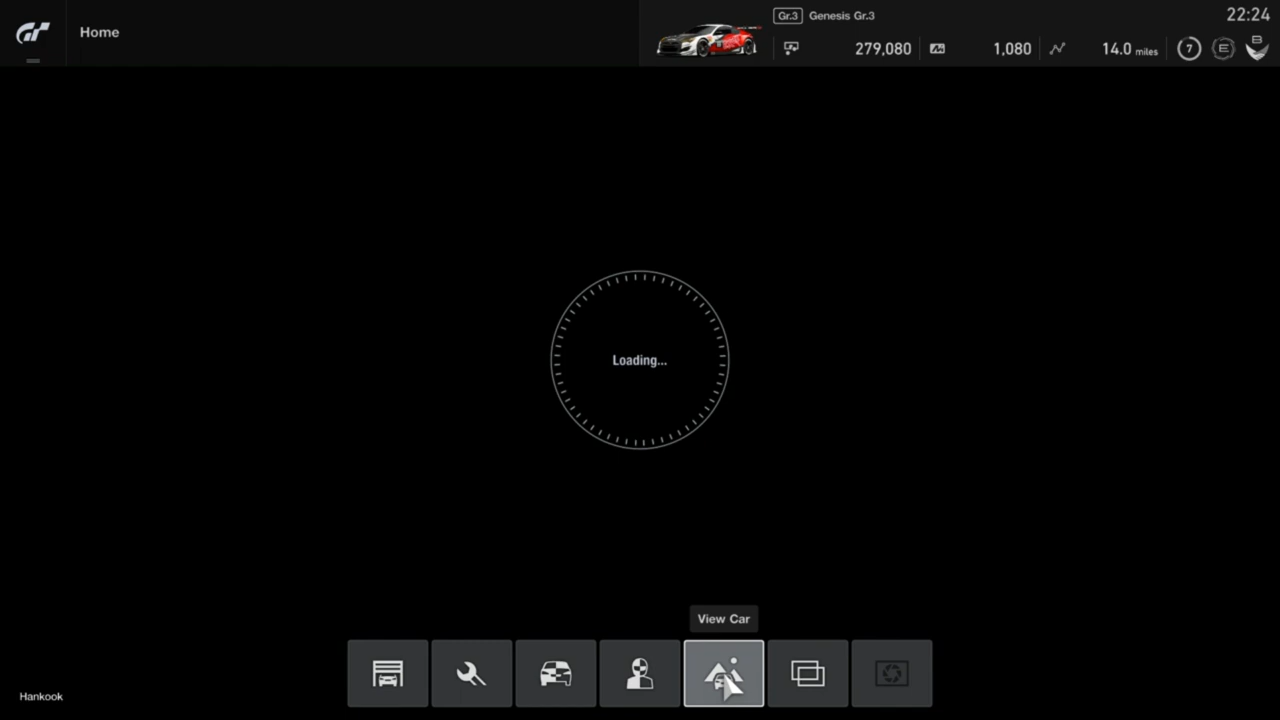 GT
Home
Gr.3 Genesis Gr.3
22:24
279,080
1,080
14.0 miles
7
E
B
Loading...
View Car
Hankook